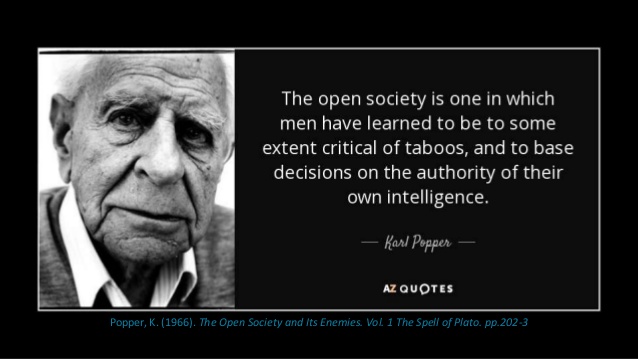 The open society is one in which
men have learned to be to some
extent critical of taboos, and to base
decisions on the authority of their
own intelligence.
Karl Popper
AZ QUOTES
Popper, K. (1966). The Open Society and Its Enemies. Vol. 1 The Spell of Plato. pp.202-3